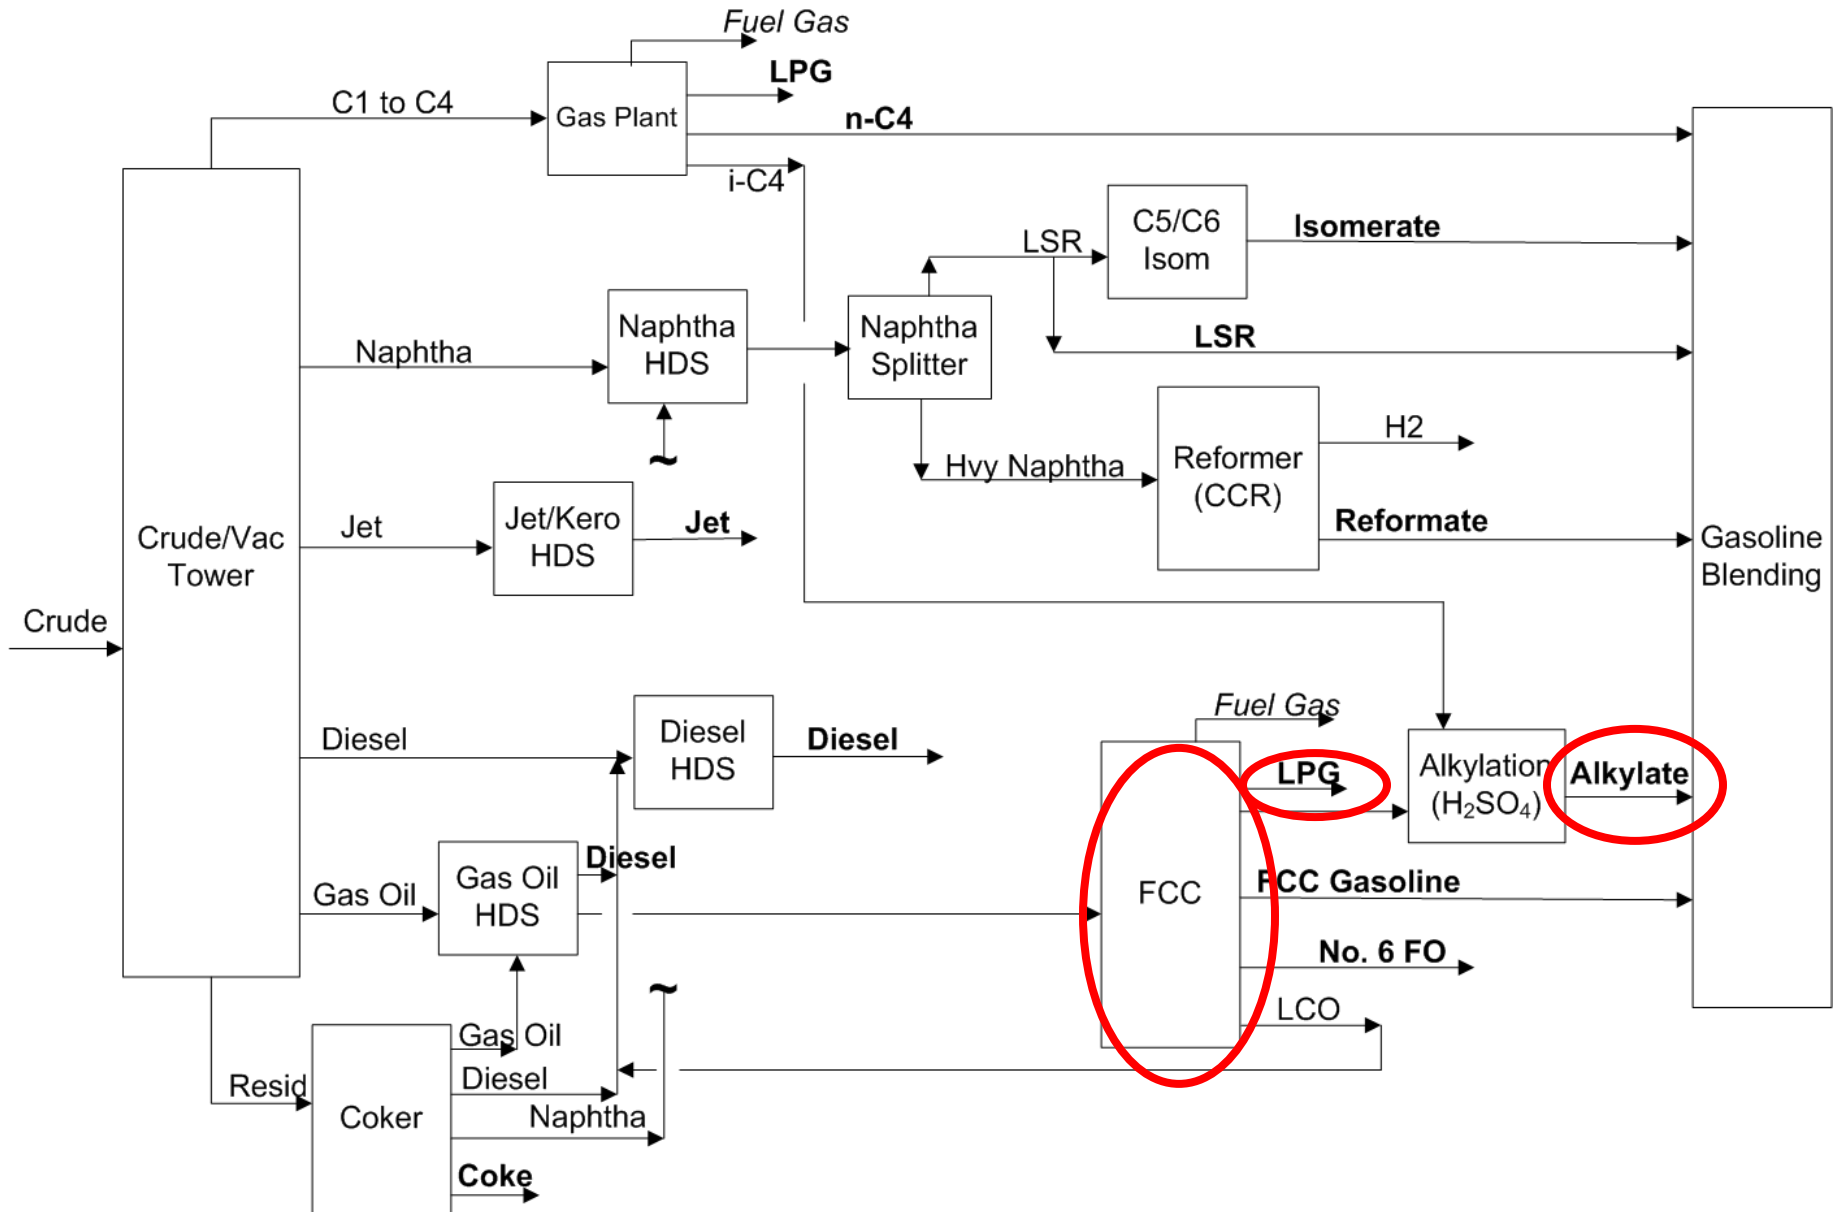 Fuel Gas
LPG
C1 to C4
Gas Plant
n-C4
i-C4
C5/C6
Isom
Isomerate
LSR
Naphtha
HDS
Naphtha
Splitter
LSR
Naphtha
H2
Reformer
(CCR)
Hvy Naphtha
~
Jet/Kero
HDS
Jet
Jet
Reformate
Crude/Vac
Tower
Gasoline
Blending
Crude
Fuel Gas
Diesel
Diesel
HDS
Diesel
LPG
Alkylation
(H₂SO₄)
Alkylate
Diesel
Gas Oil
Gas Oil
HDS
FCC
FCC Gasoline
No. 6 FO
~
LCO
Gas Oil
Resid
Diesel
Coker
Naphtha
Coke